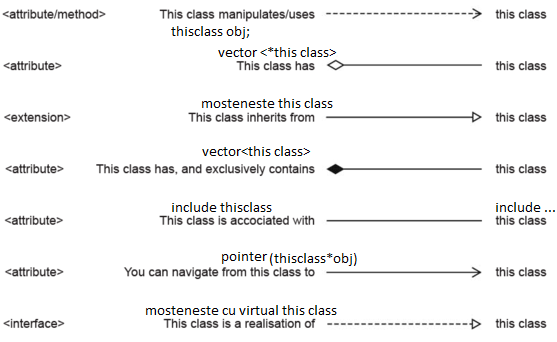 <attribute/method> This class manipulates/uses this class
thisclass obj;
vector <*this class>
<attribute> This class has this class
mosteneste this class
<extension> This class inherits from this class
vector<this class>
<attribute> This class has, and exclusively contains this class
include thisclass include ...
<attribute> This class is accociated with this class
pointer (thisclass*obj)
<attribute> You can navigate from this class to this class
mosteneste cu virtual this class
<interface> This class is a realisation of this class